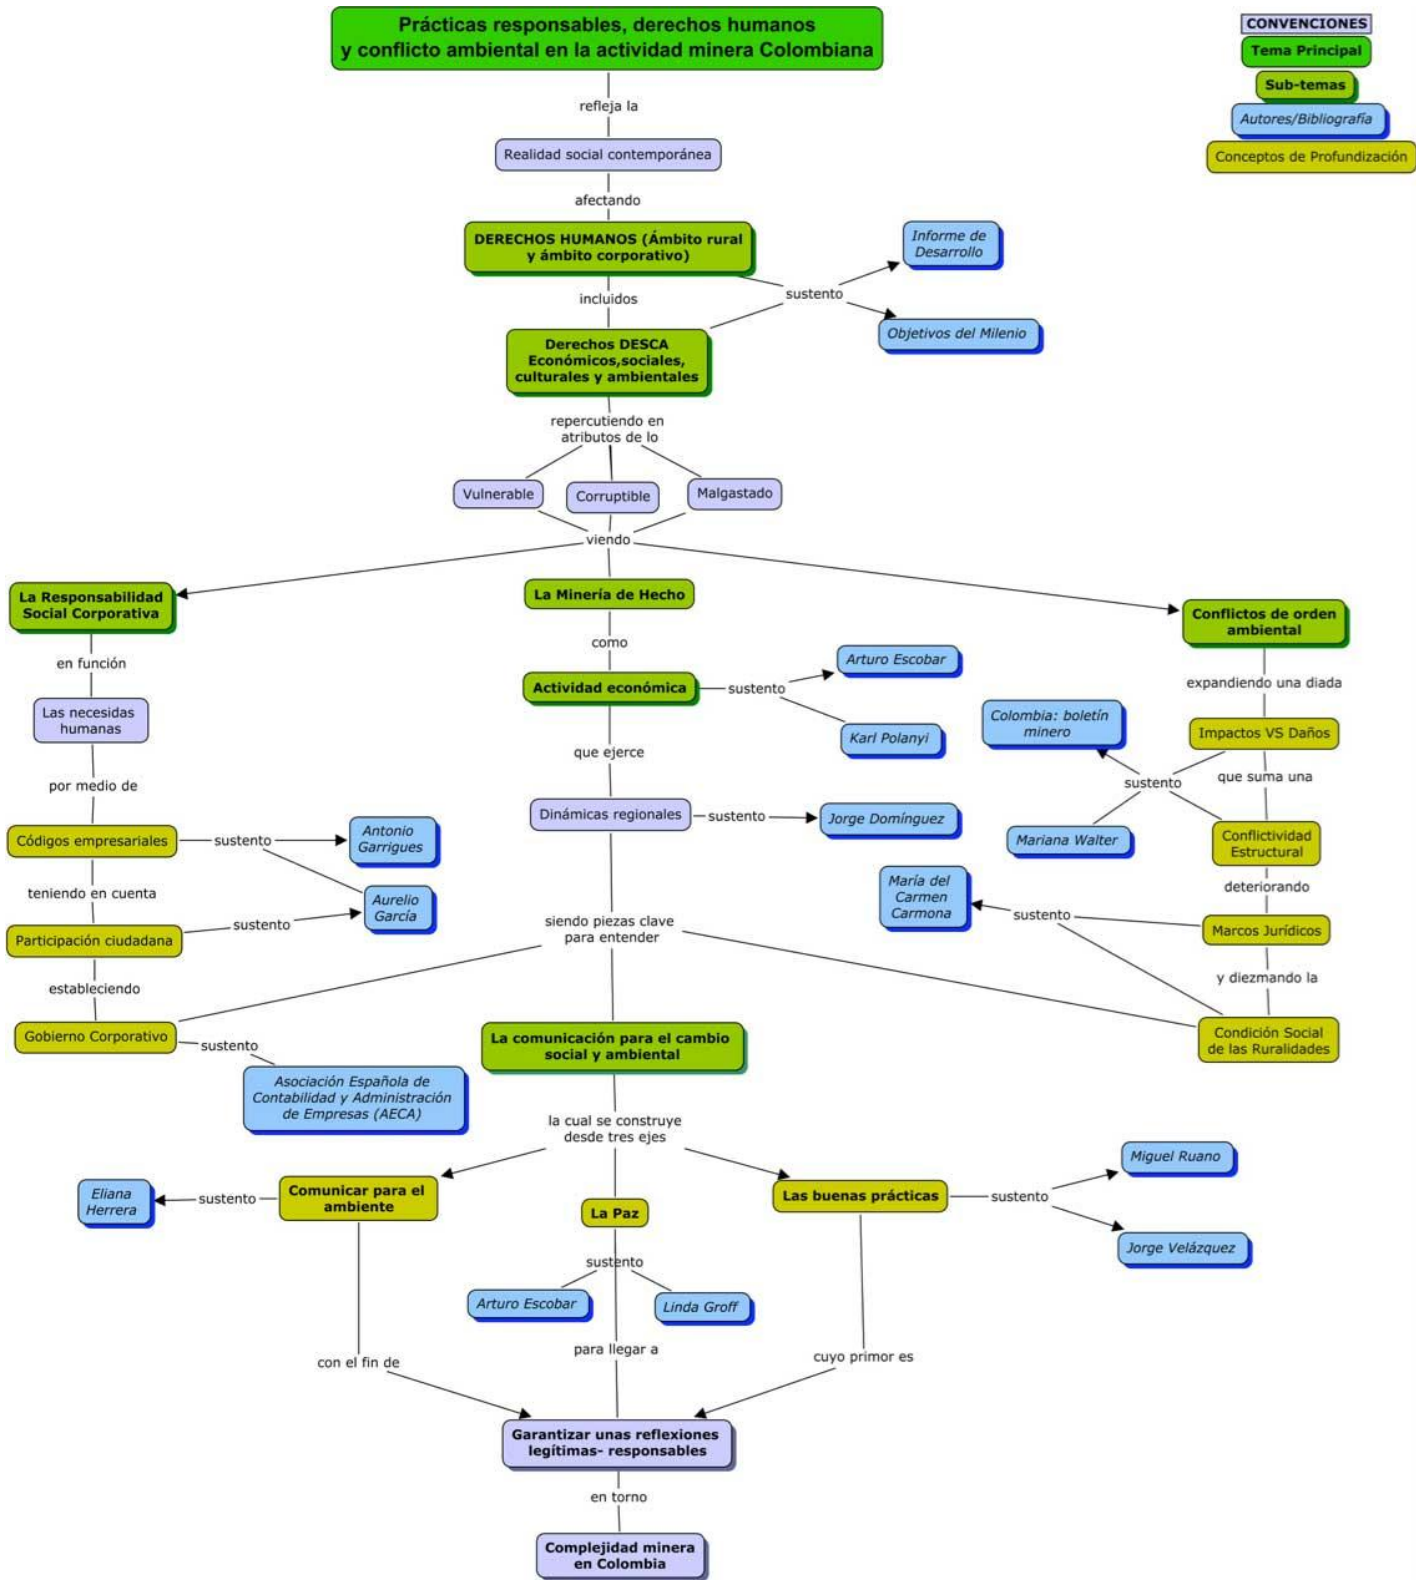 Prácticas responsables, derechos humanos
y conflicto ambiental en la actividad minera Colombiana
CONVENCIONES
Tema Principal
Sub-temas
Autores/Bibliografía
Conceptos de Profundización
refleja la
Realidad social contemporánea
afectando
DERECHOS HUMANOS (Ámbito rural
y ámbito corporativo)
Informe de
Desarrollo
incluidos
sustento
Objetivos del Milenio
Derechos DESCA
Económicos,sociales,
culturales y ambientales
repercutiendo en
atributos de lo
Vulnerable
Corruptible
Malgastado
viendo
La Responsabilidad
Social Corporativa
La Minería de Hecho
Conflictos de orden
ambiental
en función
como
expandiendo una diada
Las necesidas
humanas
Actividad económica
sustento
Arturo Escobar
Karl Polanyi
Colombia: boletín
minero
Impactos VS Daños
por medio de
que ejerce
sustento
que suma una
Códigos empresariales
sustento
Antonio
Garrigues
Dinámicas regionales
sustento
Jorge Domínguez
Mariana Walter
Conflictividad
Estructural
teniendo en cuenta
Aurelio
García
María del
Carmen
Carmona
deteriorando
Participación ciudadana
sustento
siendo piezas clave
para entender
sustento
Marcos Jurídicos
estableciendo
y diezmando la
Gobierno Corporativo
sustento
Asociación Española de
Contabilidad y Administración
de Empresas (AECA)
La comunicación para el cambio
social y ambiental
Condición Social
de las Ruralidades
la cual se construye
desde tres ejes
Eliana
Herrera
sustento
Comunicar para el
ambiente
La Paz
Las buenas prácticas
sustento
Miguel Ruano
Jorge Velázquez
sustento
Arturo Escobar
Linda Groff
con el fin de
para llegar a
cuyo primor es
Garantizar unas reflexiones
legítimas- responsables
en torno
Complejidad minera
en Colombia